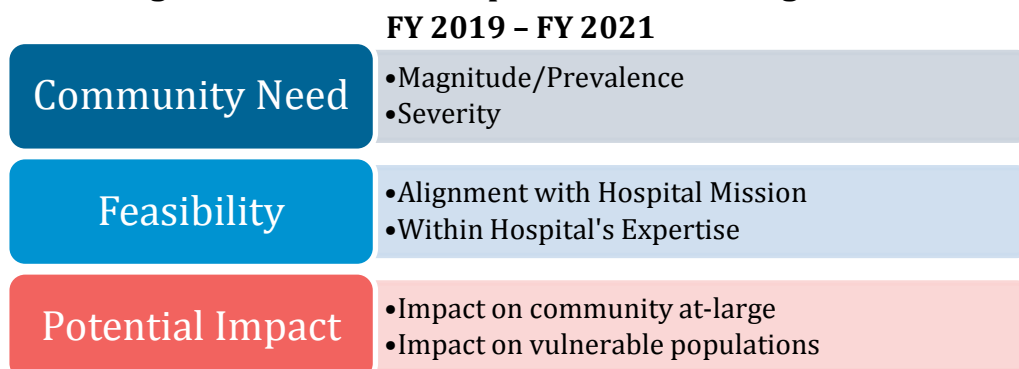 FY 2019 – FY 2021
Community Need
•Magnitude/Prevalence
•Severity
Feasibility
•Alignment with Hospital Mission
•Within Hospital's Expertise
Potential Impact
•Impact on community at-large
•Impact on vulnerable populations